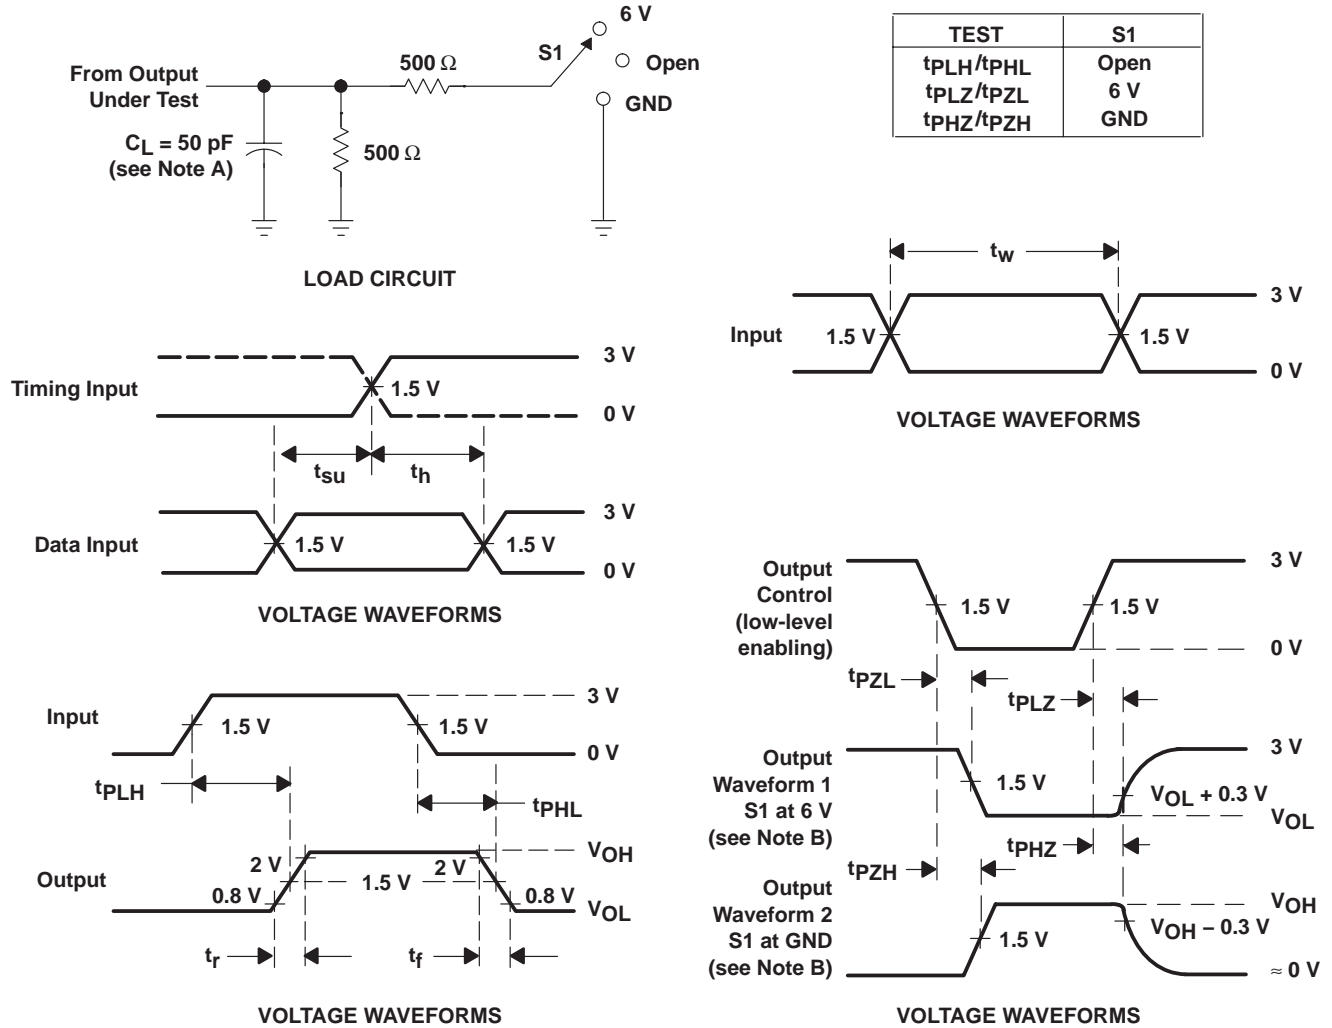 6 V
S1
Open
GND
500 Ω
From Output
Under Test
CL = 50 pF
(see Note A)
500 Ω
LOAD CIRCUIT
TEST S1
tPLH/tPHL Open
tPLZ/tPZL 6 V
tPHZ/tPZH GND
tw
3 V
Input
1.5 V
1.5 V
0 V
VOLTAGE WAVEFORMS
3 V
Timing Input
1.5 V
0 V
tsu
th
3 V
Data Input
1.5 V
1.5 V
0 V
VOLTAGE WAVEFORMS
3 V
Input
1.5 V
1.5 V
0 V
tPLH
tPHL
VOH
2 V
2 V
Output
1.5 V
0.8 V
0.8 V
VOL
tr
tf
VOLTAGE WAVEFORMS
3 V
Output
Control
(low-level
enabling)
1.5 V
1.5 V
0 V
tPZL
tPLZ
3 V
Output
Waveform 1
S1 at 6 V
(see Note B)
1.5 V
VOL + 0.3 V
VOL
tPHZ
tPZH
Output
Waveform 2
S1 at GND
(see Note B)
VOH
1.5 V
VOH – 0.3 V
≈ 0 V
VOLTAGE WAVEFORMS